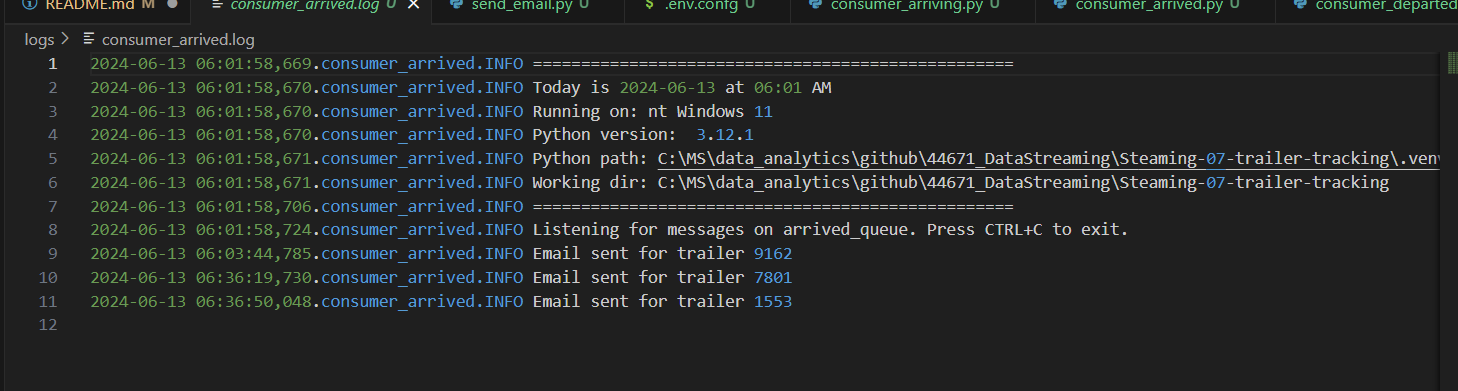 README.md M consumer_arrived.log U send_email.py U $ .env.confg U consumer_arriving.py U consumer_arrived.py U consumer_departed
logs > consumer_arrived.log
1 2024-06-13 06:01:58,669.consumer_arrived.INFO ==================================================
2 2024-06-13 06:01:58,670.consumer_arrived.INFO Today is 2024-06-13 at 06:01 AM
3 2024-06-13 06:01:58,670.consumer_arrived.INFO Running on: nt Windows 11
4 2024-06-13 06:01:58,670.consumer_arrived.INFO Python version:  3.12.1
5 2024-06-13 06:01:58,671.consumer_arrived.INFO Python path: C:\MS\data_analytics\github\44671_DataStreaming\Steaming-07-trailer-tracking\.venv
6 2024-06-13 06:01:58,671.consumer_arrived.INFO Working dir: C:\MS\data_analytics\github\44671_DataStreaming\Steaming-07-trailer-tracking
7 2024-06-13 06:01:58,706.consumer_arrived.INFO ==================================================
8 2024-06-13 06:01:58,724.consumer_arrived.INFO Listening for messages on arrived_queue. Press CTRL+C to exit.
9 2024-06-13 06:03:44,785.consumer_arrived.INFO Email sent for trailer 9162
10 2024-06-13 06:36:19,730.consumer_arrived.INFO Email sent for trailer 7801
11 2024-06-13 06:36:50,048.consumer_arrived.INFO Email sent for trailer 1553
12